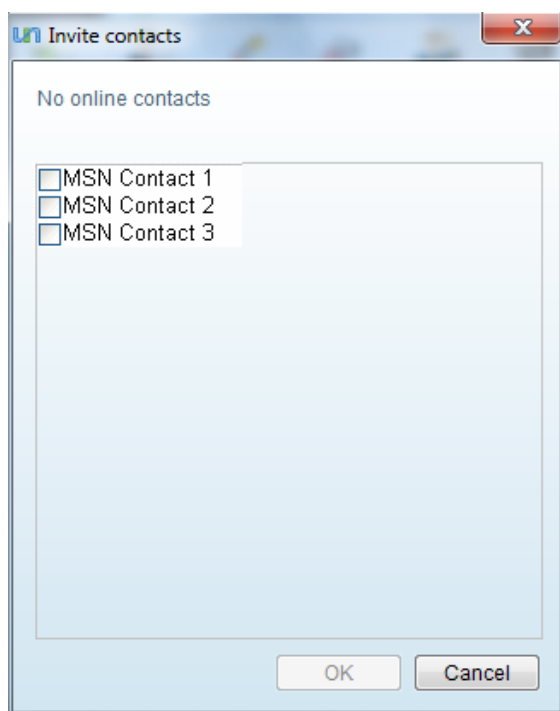 Invite contacts
No online contacts
MSN Contact 1
MSN Contact 2
MSN Contact 3
OK Cancel